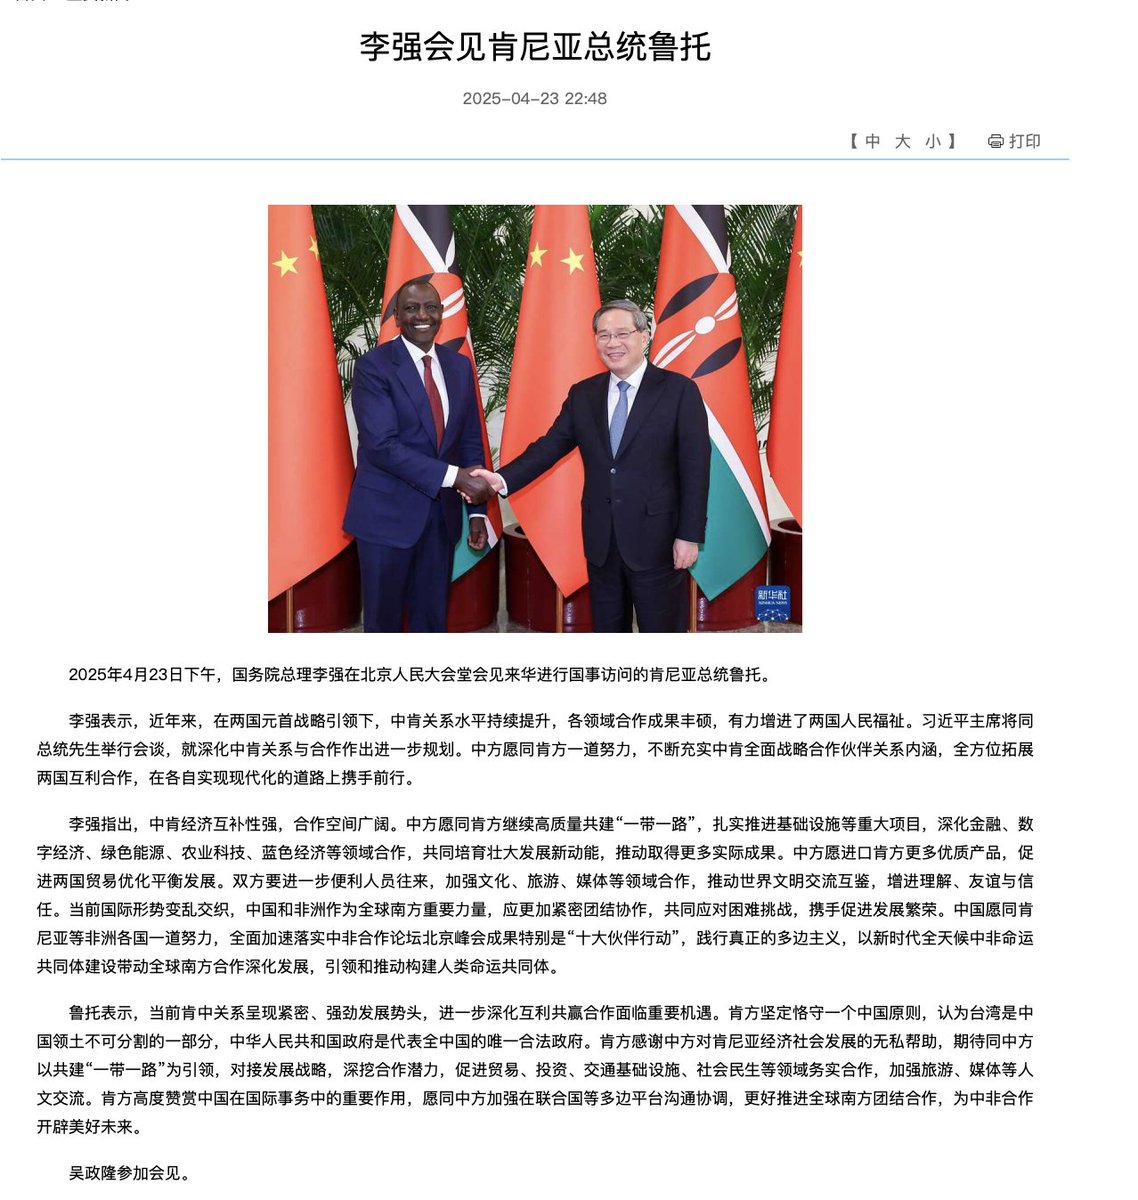 李强会见肯尼亚总统鲁托
2025-04-23 22:48
【 中 大 小 】 打印
新华社
XINHUA NEWS
2025年4月23日下午，国务院总理李强在北京人民大会堂会见来华进行国事访问的肯尼亚总统鲁托。
李强表示，近年来，在两国元首战略引领下，中肯关系水平持续提升，各领域合作成果丰硕，有力增进了两国人民福祉。习近平主席将同
总统先生举行会谈，就深化中肯关系与合作作出进一步规划。中方愿同肯方一道努力，不断充实中肯全面战略合作伙伴关系内涵，全方位拓展
两国互利合作，在各自实现现代化的道路上携手前行。
李强指出，中肯经济互补性强，合作空间广阔。中方愿同肯方继续高质量共建“一带一路”，扎实推进基础设施等重大项目，深化金融、数
字经济、绿色能源、农业科技、蓝色经济等领域合作，共同培育壮大发展新动能，推动取得更多实际成果。中方愿进口肯方更多优质产品，促
进两国贸易优化平衡发展。双方要进一步便利人员往来，加强文化、旅游、媒体等领域合作，推动世界文明交流互鉴，增进理解、友谊与信
任。当前国际形势变乱交织，中国和非洲作为全球南方重要力量，应更加紧密团结协作，共同应对困难挑战，携手促进发展繁荣。中国愿同肯
尼亚等非洲各国一道努力，全面加速落实中非合作论坛北京峰会成果特别是“十大伙伴行动”，践行真正的多边主义，以新时代全天候中非命运
共同体建设带动全球南方合作深化发展，引领和推动构建人类命运共同体。
鲁托表示，当前肯中关系呈现紧密、强劲发展势头，进一步深化互利共赢合作面临重要机遇。肯方坚定恪守一个中国原则，认为台湾是中
国领土不可分割的一部分，中华人民共和国政府是代表全中国的唯一合法政府。肯方感谢中方对肯尼亚经济社会发展的无私帮助，期待同中方
以共建“一带一路”为引领，对接发展战略，深挖合作潜力，促进贸易、投资、交通基础设施、社会民生等领域务实合作，加强旅游、媒体等人
文交流。肯方高度赞赏中国在国际事务中的重要作用，愿同中方加强在联合国等多边平台沟通协调，更好推进全球南方团结合作，为中非合作
开辟美好未来。
吴政隆参加会见。